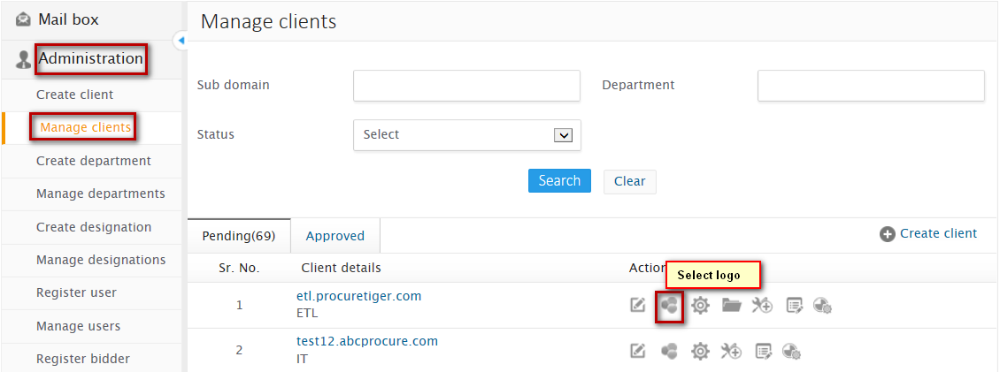 Mail box
Administration
Create client
Manage clients
Create department
Manage departments
Create designation
Manage designations
Register user
Manage users
Register bidder
Manage clients
Sub domain
Department
Status
Select
Search
Clear
Pending(69)
Approved
Create client
Sr. No.
Client details
Action
Select logo
1
etl.procuretiger.com
ETL
2
test12.abcprocure.com
IT